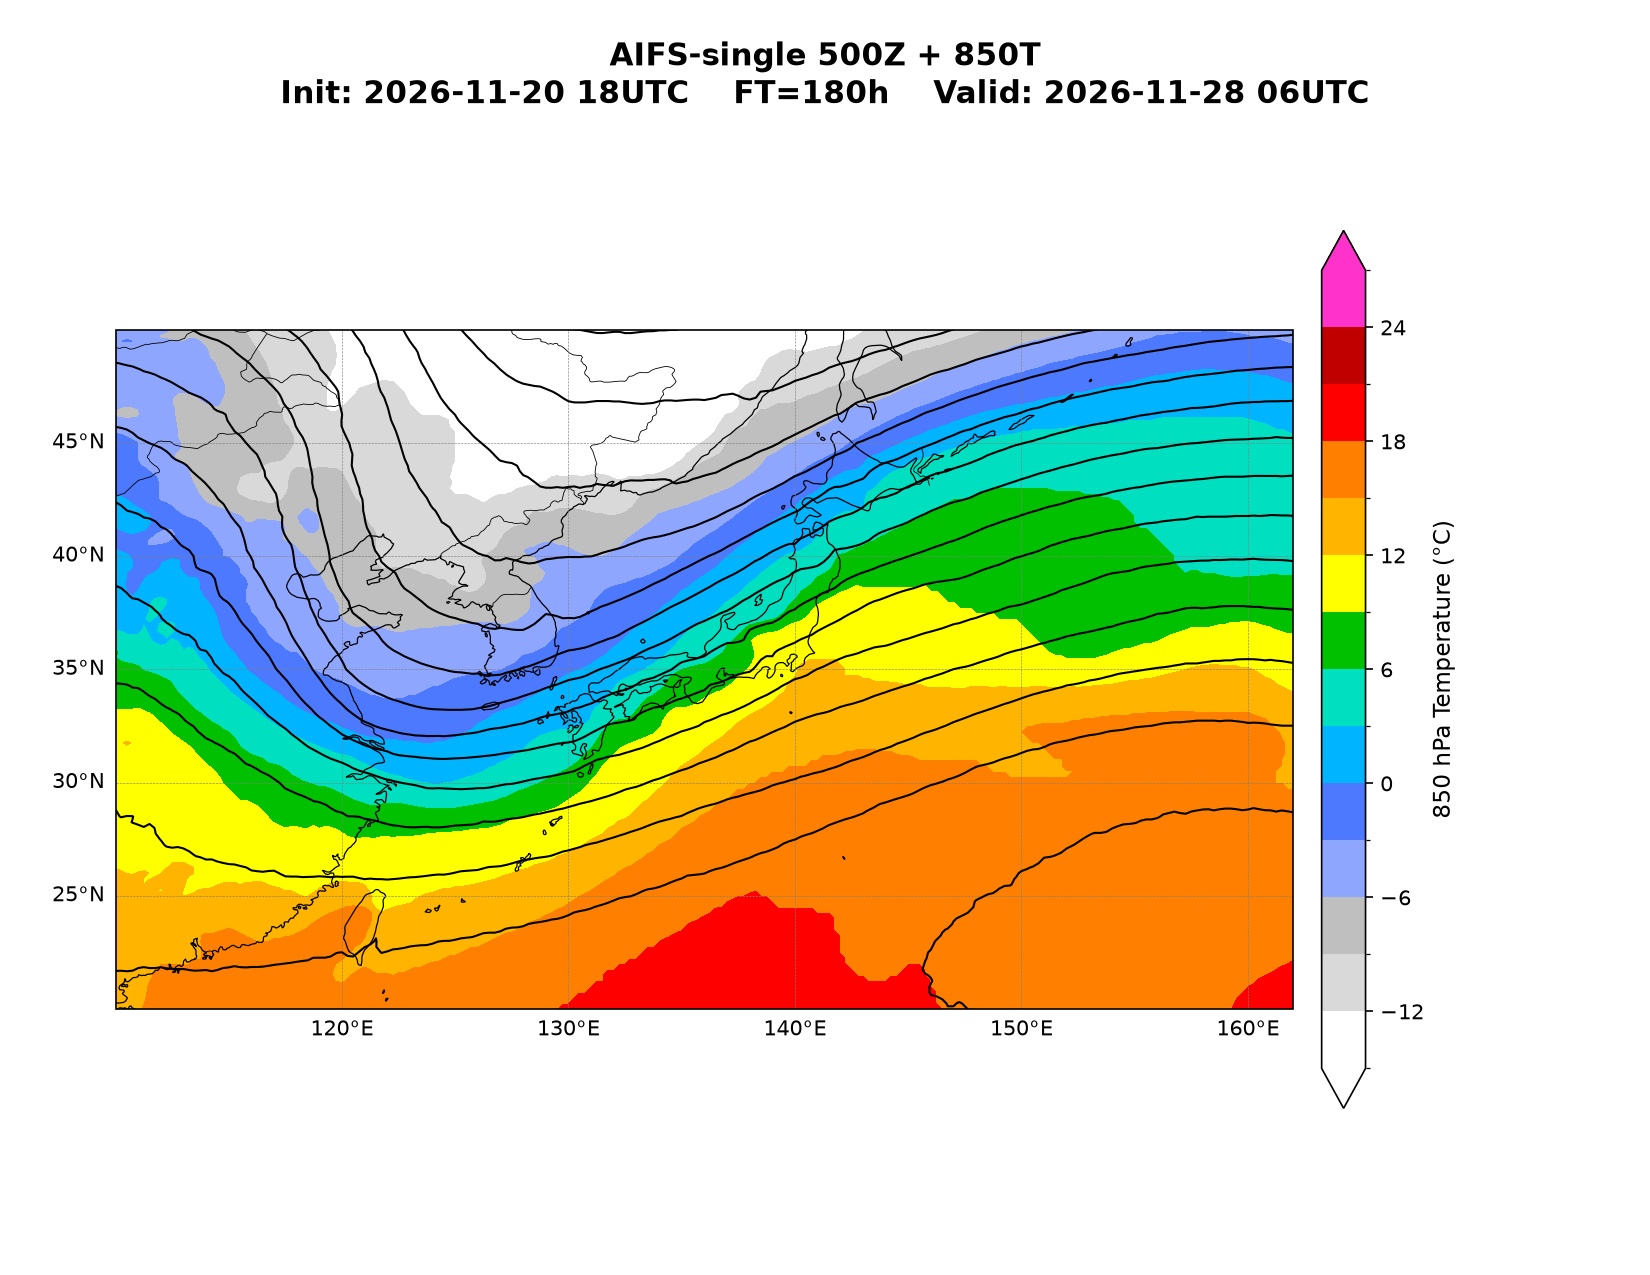 AIFS-single 500Z + 850T
Init: 2026-11-20 18UTC    FT=180h    Valid: 2026-11-28 06UTC
45°N
40°N
35°N
30°N
25°N
120°E
130°E
140°E
150°E
160°E
24
18
12
6
0
−6
−12
850 hPa Temperature (°C)